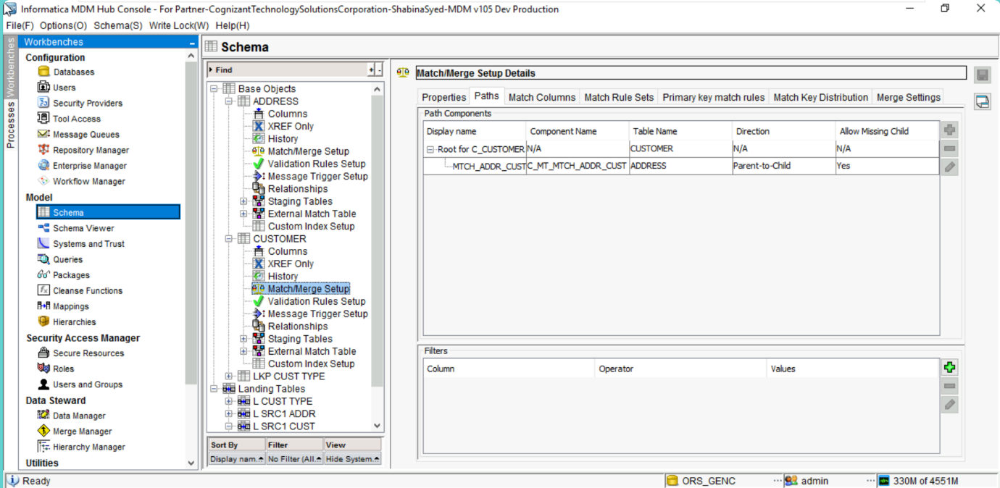 Informatica MDM Hub Console - For Partner-CognizantTechnologySolutionsCorporation-ShabinaSyed-MDM v105 Dev Production
File(F) Options(O) Schema(S) Write Lock(W) Help(H)
Workbenches
Processes
Workbenches
Configuration
Databases
Users
Security Providers
Tool Access
Message Queues
Repository Manager
Enterprise Manager
Workflow Manager
Model
Schema
Schema Viewer
Systems and Trust
Queries
Packages
Cleanse Functions
Mappings
Hierarchies
Security Access Manager
Secure Resources
Roles
Users and Groups
Data Steward
Data Manager
Merge Manager
Hierarchy Manager
Utilities
Schema
Find
Base Objects
ADDRESS
Columns
XREF Only
History
Match/Merge Setup
Validation Rules Setup
Message Trigger Setup
Relationships
Staging Tables
External Match Table
Custom Index Setup
CUSTOMER
Columns
XREF Only
History
Match/Merge Setup
Validation Rules Setup
Message Trigger Setup
Relationships
Staging Tables
External Match Table
Custom Index Setup
LKP CUST TYPE
Landing Tables
L CUST TYPE
L SRC1 ADDR
L SRC1 CUST
Sort By Filter View
Display nam. No Filter (All. Hide System.
Match/Merge Setup Details
Properties Paths Match Columns Match Rule Sets Primary key match rules Match Key Distribution Merge Settings
Path Components
Display name Component Name Table Name Direction Allow Missing Child
Root for C_CUSTOMER N/A CUSTOMER N/A N/A
MTCH_ADDR_CUST C_MT_MTCH_ADDR_CUST ADDRESS Parent-to-Child Yes
Filters
Column Operator Values
Ready ORS_GENC ... admin ... 330M of 4551M